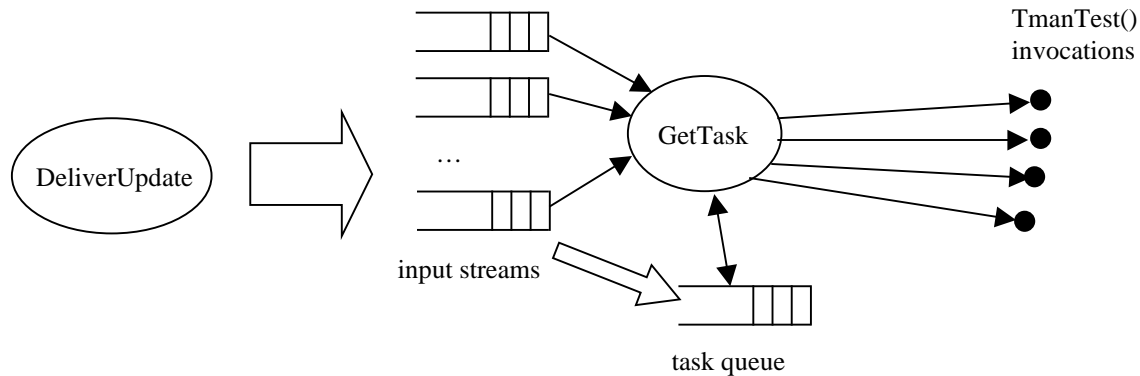 TmanTest()
invocations
DeliverUpdate
...
GetTask
input streams
task queue